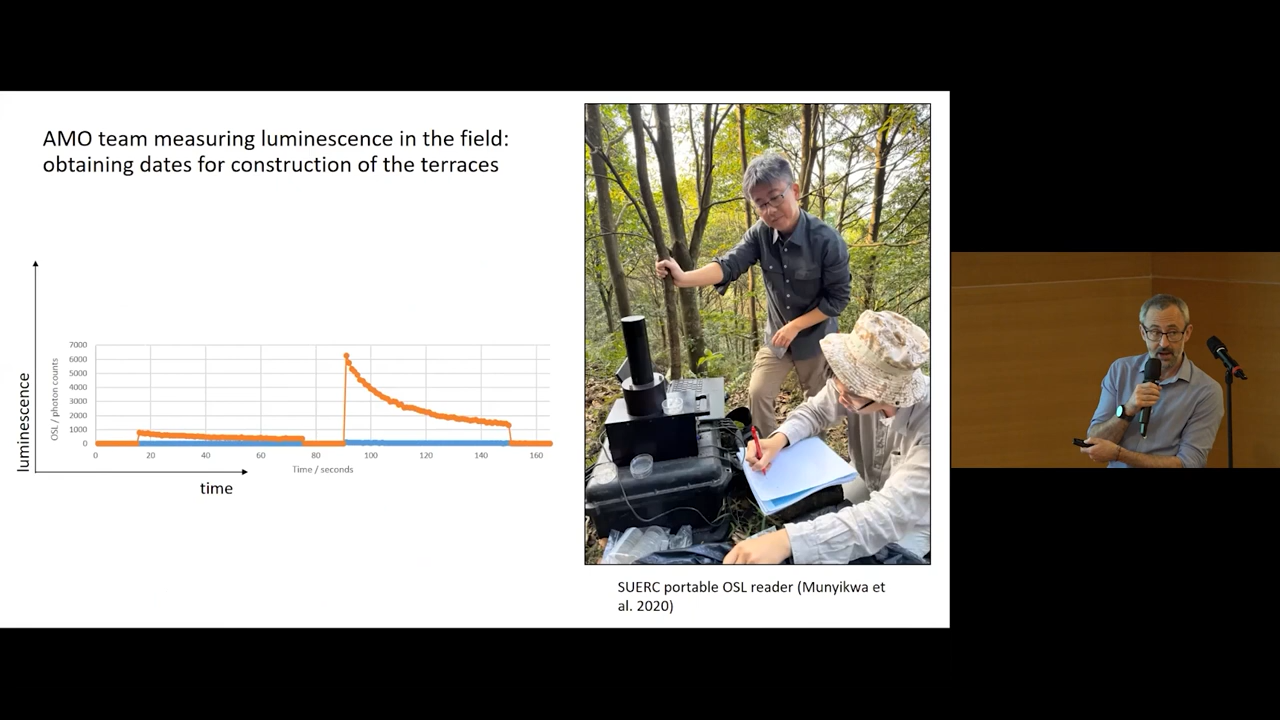 AMO team measuring luminescence in the field:
obtaining dates for construction of the terraces
luminescence
OSL / photon counts
7000
6000
5000
4000
3000
2000
1000
0
0 20 40 60 80 100 120 140 160
Time / seconds
time
SUERC portable OSL reader (Munyikwa et
al. 2020)